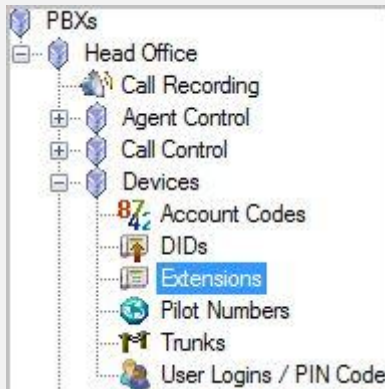 PBXs
Head Office
Call Recording
Agent Control
Call Control
Devices
Account Codes
DIDs
Extensions
Pilot Numbers
Trunks
User Logins / PIN Code